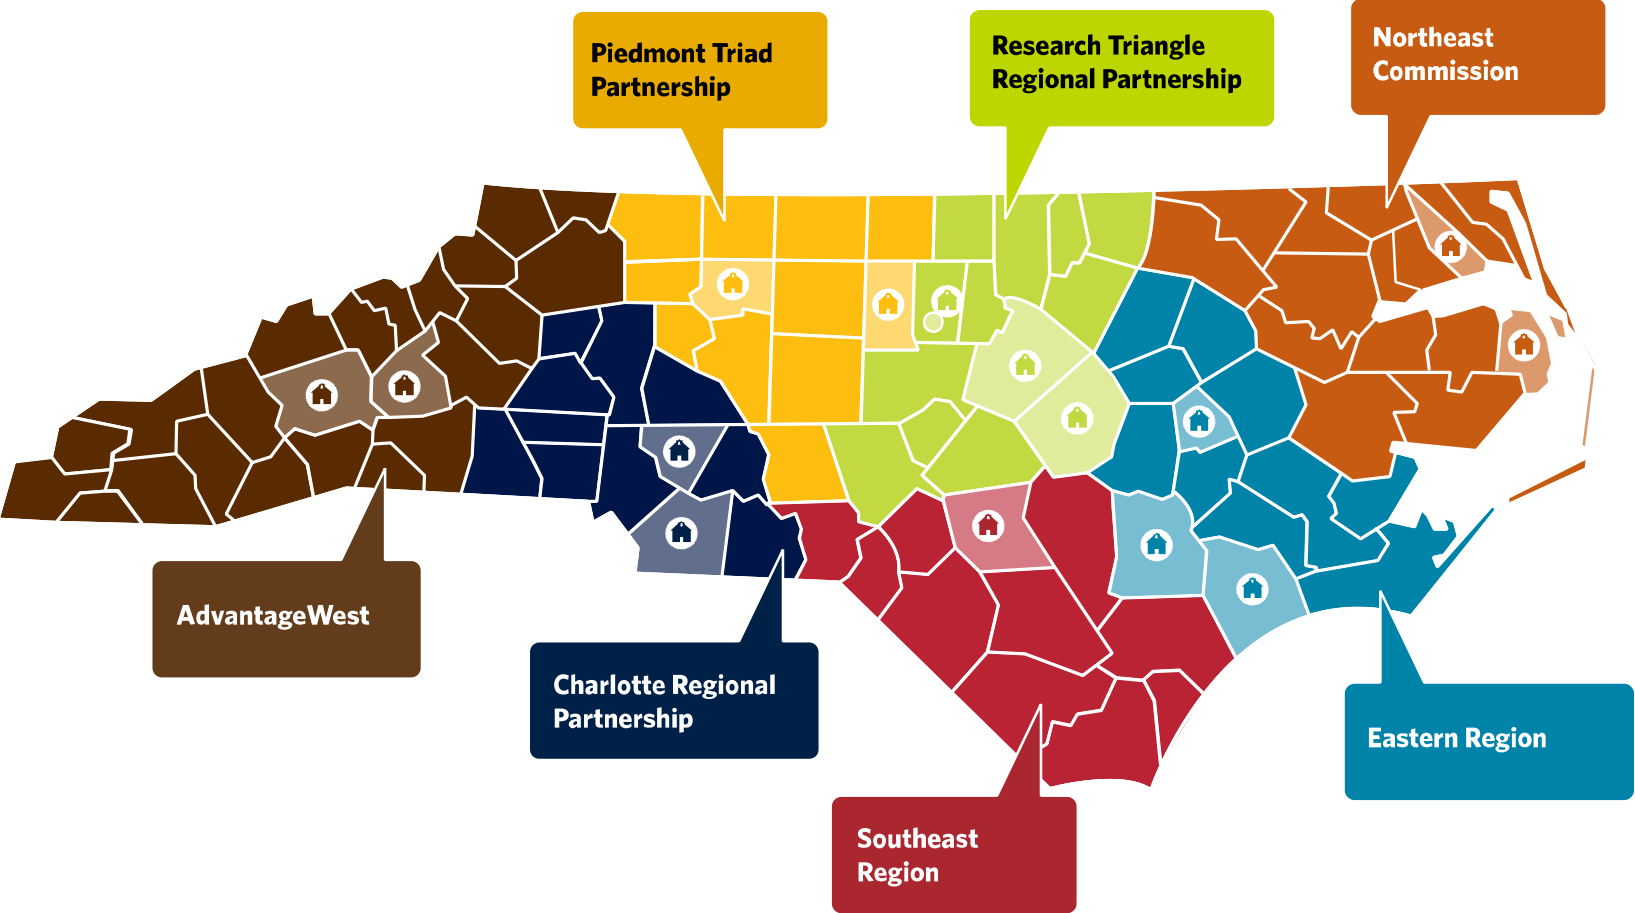 Piedmont Triad
Partnership
Research Triangle
Regional Partnership
Northeast
Commission
AdvantageWest
Charlotte Regional
Partnership
Eastern Region
Southeast
Region